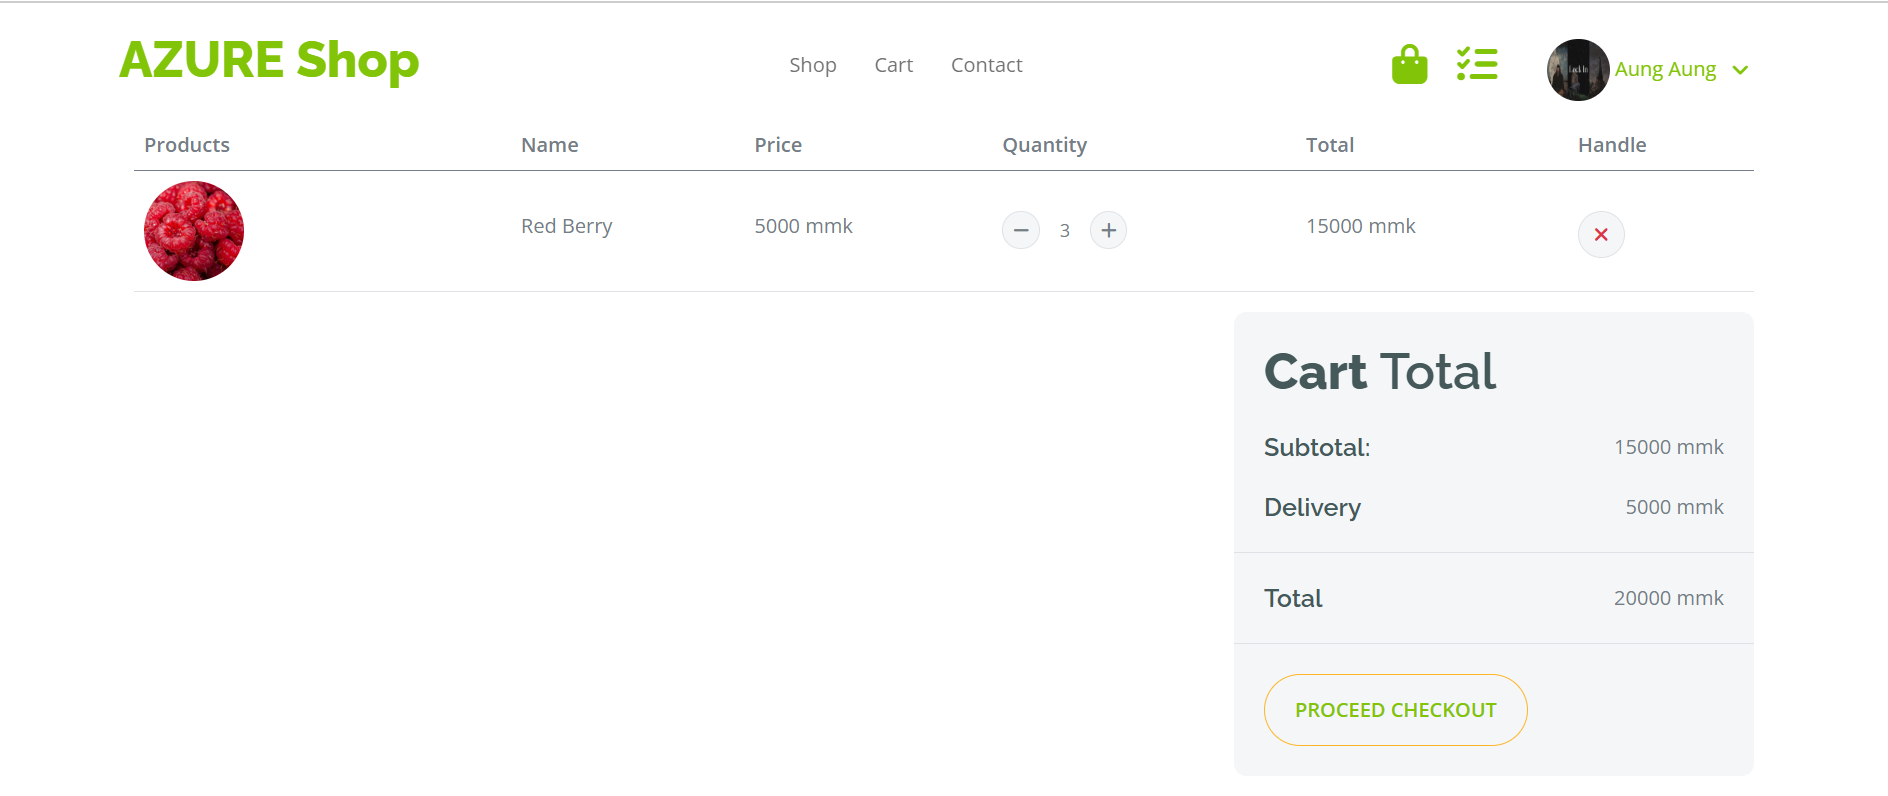 AZURE Shop
Shop Cart Contact
Aung Aung
Products Name Price Quantity Total Handle
Red Berry 5000 mmk 3 15000 mmk
Cart Total
Subtotal: 15000 mmk
Delivery 5000 mmk
Total 20000 mmk
PROCEED CHECKOUT